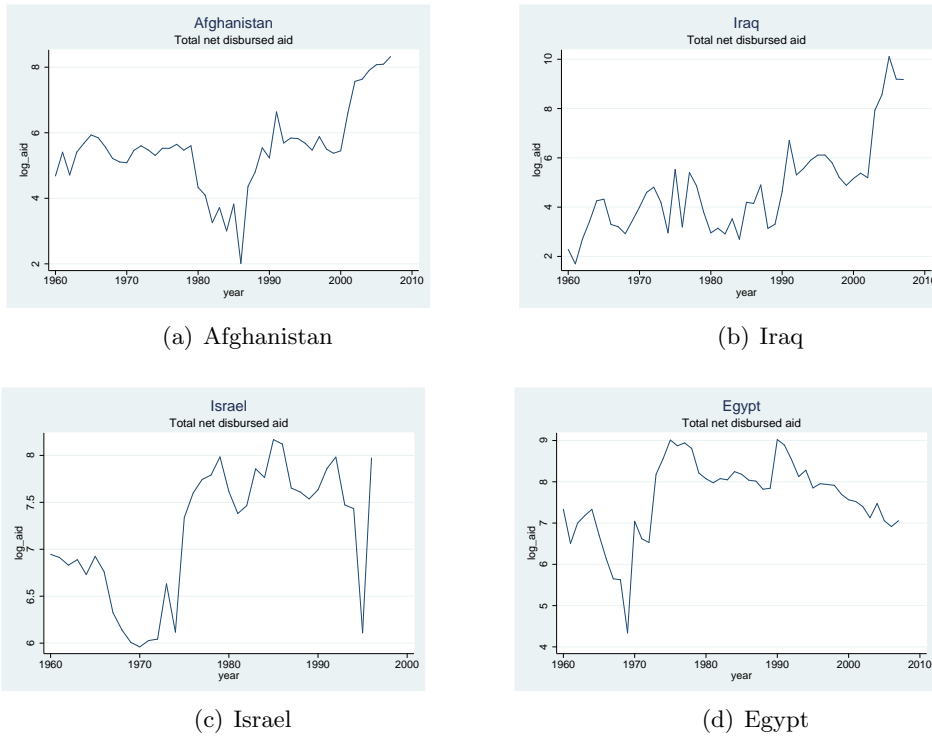 Afghanistan
Total net disbursed aid
log_aid
8
6
4
2
1960 1970 1980 1990 2000 2010
year
(a) Afghanistan
Iraq
Total net disbursed aid
log_aid
10
8
6
4
2
1960 1970 1980 1990 2000 2010
year
(b) Iraq
Israel
Total net disbursed aid
log_aid
8
7.5
7
6.5
6
1960 1970 1980 1990 2000
year
(c) Israel
Egypt
Total net disbursed aid
log_aid
9
8
7
6
5
4
1960 1970 1980 1990 2000 2010
year
(d) Egypt